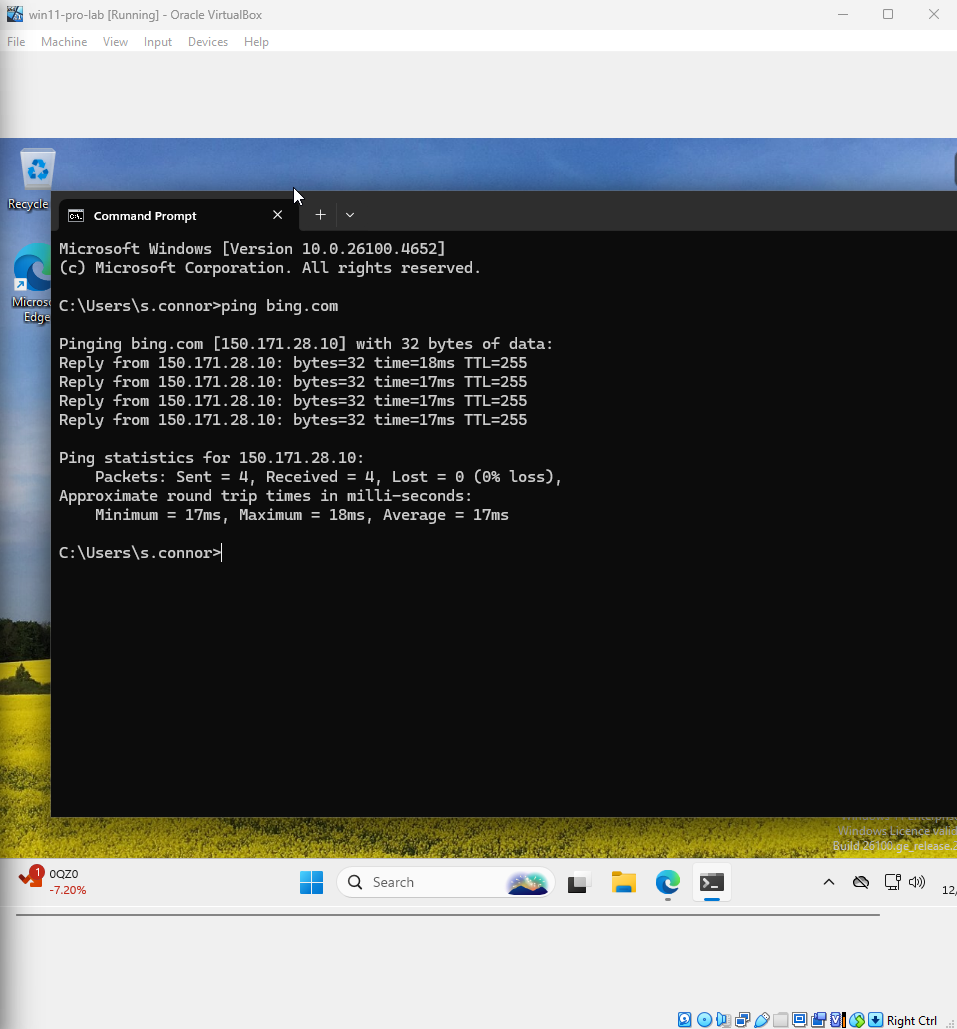 win11-pro-lab [Running] - Oracle VirtualBox
File Machine View Input Devices Help
Recycle
Command Prompt
Microsoft Windows [Version 10.0.26100.4652]
(c) Microsoft Corporation. All rights reserved.
C:\Users\s.connor>ping bing.com
Pinging bing.com [150.171.28.10] with 32 bytes of data:
Reply from 150.171.28.10: bytes=32 time=18ms TTL=255
Reply from 150.171.28.10: bytes=32 time=17ms TTL=255
Reply from 150.171.28.10: bytes=32 time=17ms TTL=255
Reply from 150.171.28.10: bytes=32 time=17ms TTL=255
Ping statistics for 150.171.28.10:
Packets: Sent = 4, Received = 4, Lost = 0 (0% loss),
Approximate round trip times in milli-seconds:
Minimum = 17ms, Maximum = 18ms, Average = 17ms
C:\Users\s.connor>
Edge
Windows Licence valid
Build 26100.ge_release.
1
0QZ0
-7.20%
Search
12/
Right Ctrl